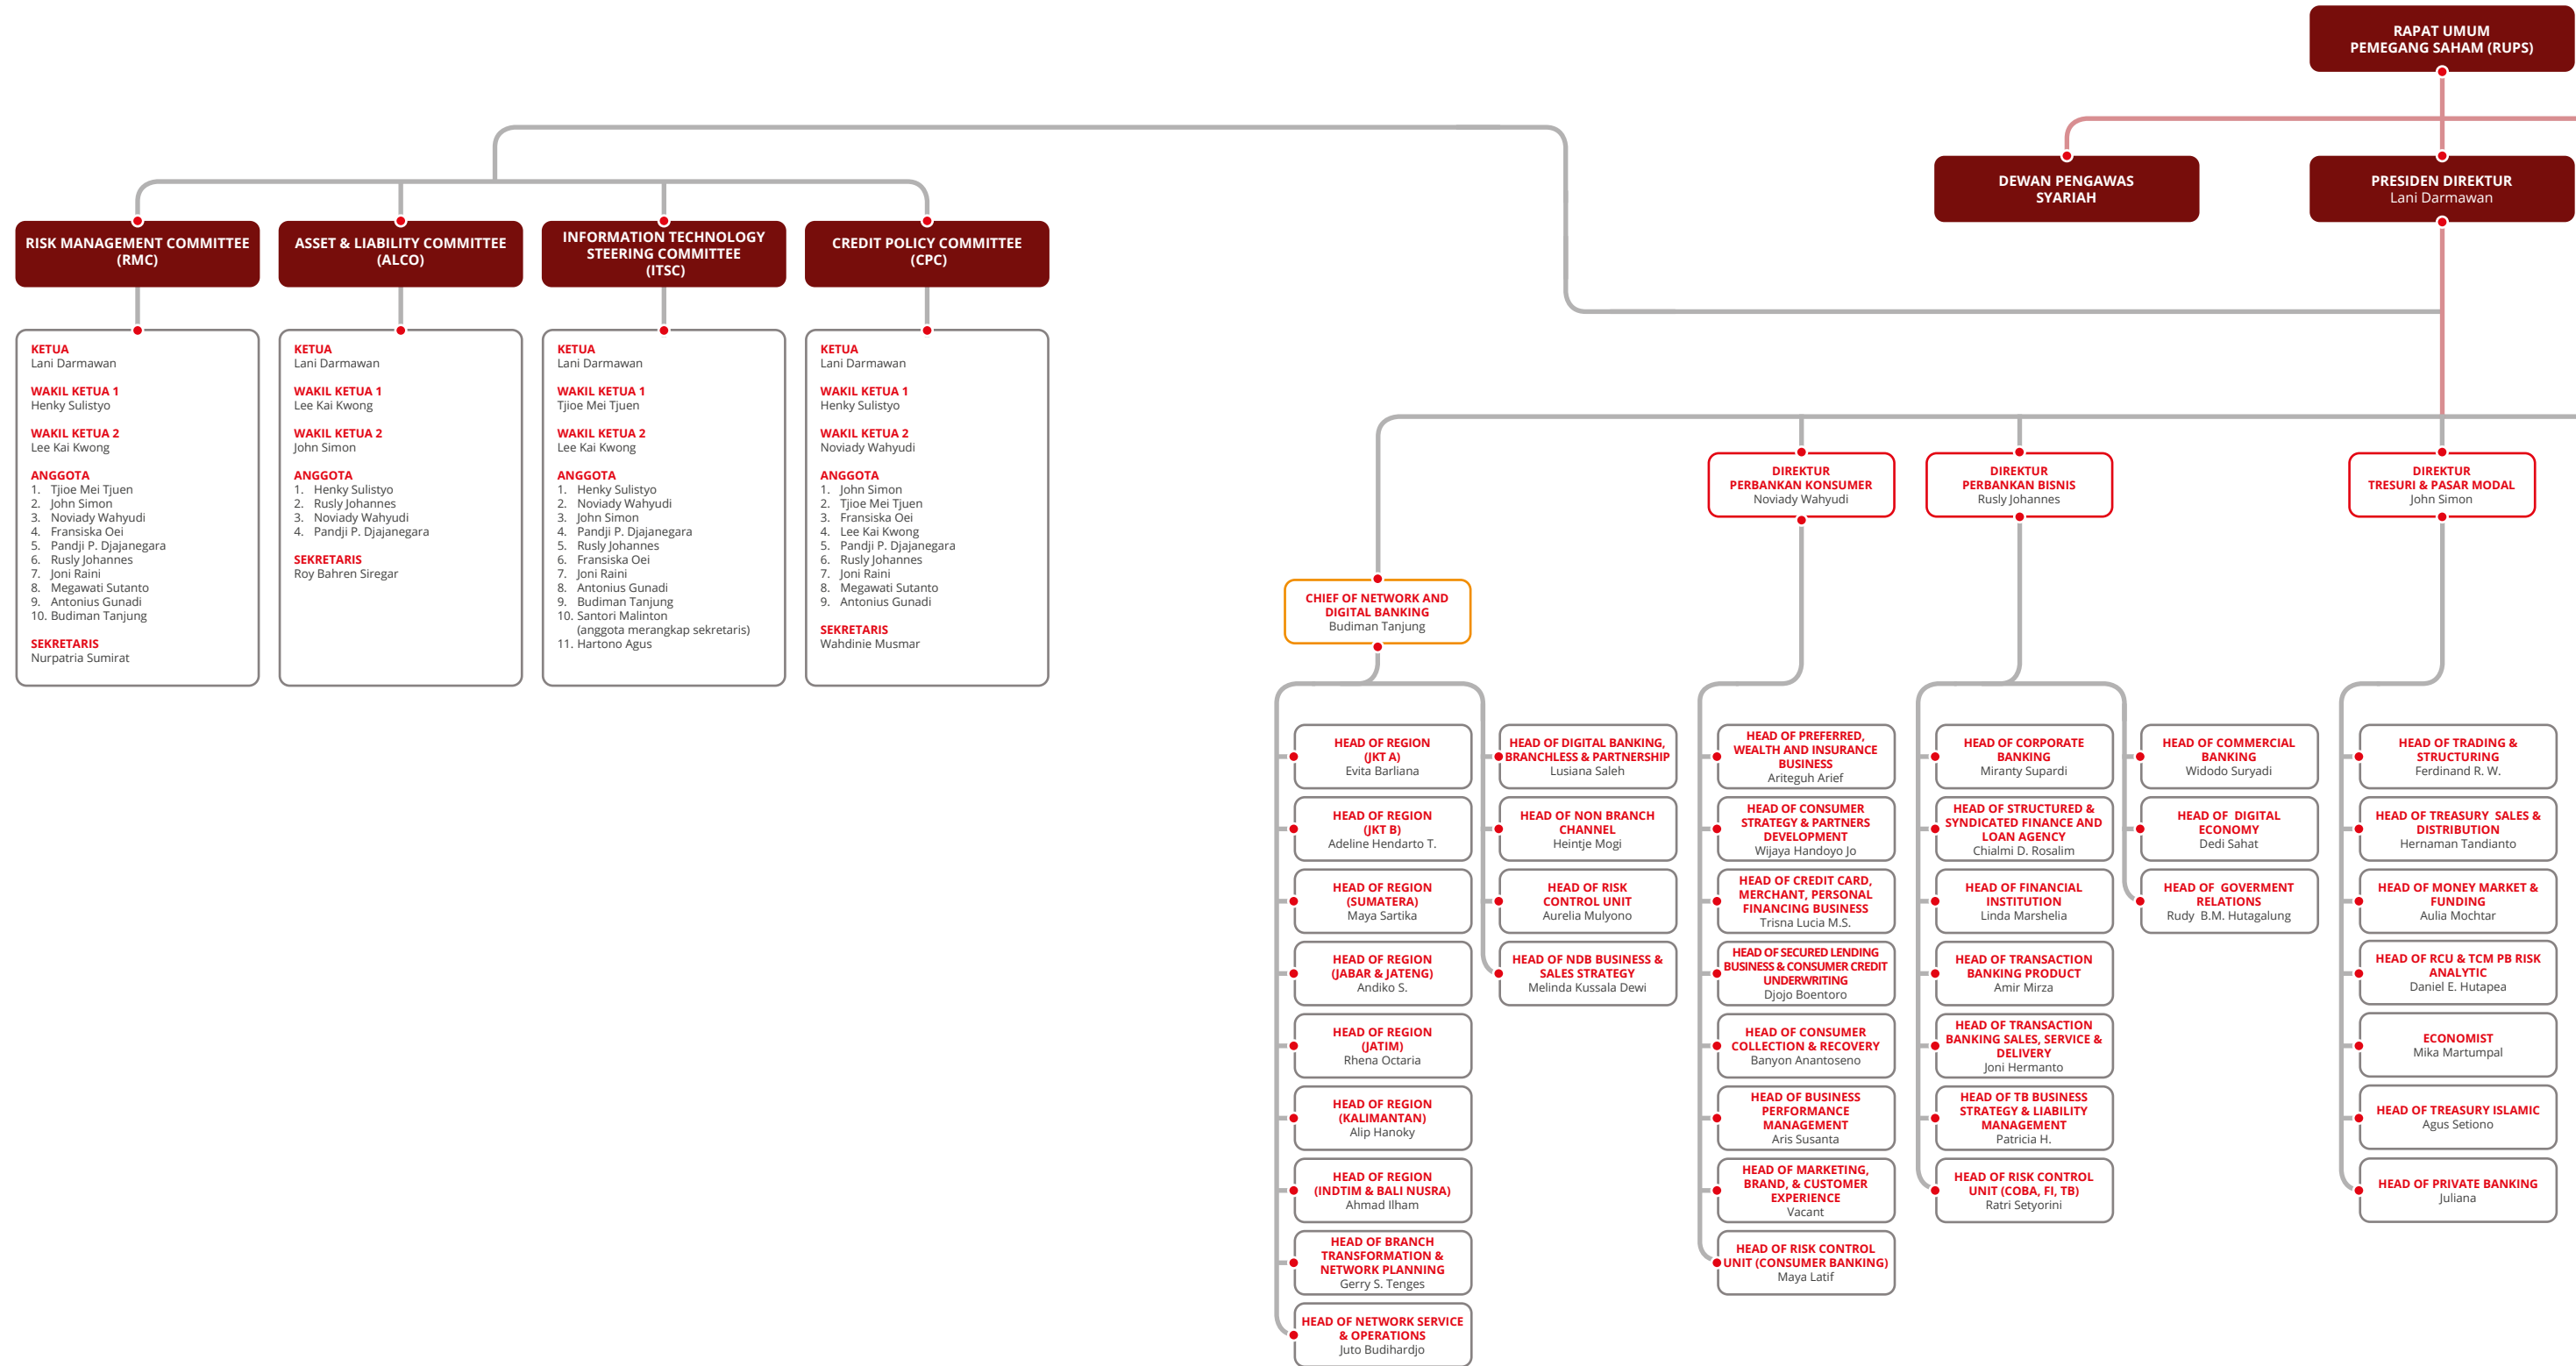 RAPAT UMUM
PEMEGANG SAHAM (RUPS)
DEWAN PENGAWAS
SYARIAH
PRESIDEN DIREKTUR
Lani Darmawan
RISK MANAGEMENT COMMITTEE
(RMC)
KETUA
Lani Darmawan
WAKIL KETUA 1
Henky Sulistyo
WAKIL KETUA 2
Lee Kai Kwong
ANGGOTA
1. Tjioe Mei Tjuen
2. John Simon
3. Noviady Wahyudi
4. Fransiska Oei
5. Pandji P. Djajanegara
6. Rusly Johannes
7. Joni Raini
8. Megawati Sutanto
9. Antonius Gunadi
10. Budiman Tanjung
SEKRETARIS
Nurpatria Sumirat
ASSET & LIABILITY COMMITTEE
(ALCO)
KETUA
Lani Darmawan
WAKIL KETUA 1
Lee Kai Kwong
WAKIL KETUA 2
John Simon
ANGGOTA
1. Henky Sulistyo
2. Rusly Johannes
3. Noviady Wahyudi
4. Pandji P. Djajanegara
SEKRETARIS
Roy Bahren Siregar
INFORMATION TECHNOLOGY
STEERING COMMITTEE
(ITSC)
KETUA
Lani Darmawan
WAKIL KETUA 1
Tjioe Mei Tjuen
WAKIL KETUA 2
Lee Kai Kwong
ANGGOTA
1. Henky Sulistyo
2. Noviady Wahyudi
3. John Simon
4. Pandji P. Djajanegara
5. Rusly Johannes
6. Fransiska Oei
7. Joni Raini
8. Antonius Gunadi
9. Budiman Tanjung
10. Santori Malinton
(anggota merangkap sekretaris)
11. Hartono Agus
CREDIT POLICY COMMITTEE
(CPC)
KETUA
Lani Darmawan
WAKIL KETUA 1
Henky Sulistyo
WAKIL KETUA 2
Noviady Wahyudi
ANGGOTA
1. John Simon
2. Tjioe Mei Tjuen
3. Fransiska Oei
4. Lee Kai Kwong
5. Pandji P. Djajanegara
6. Rusly Johannes
7. Joni Raini
8. Megawati Sutanto
9. Antonius Gunadi
SEKRETARIS
Wahdinie Musmar
CHIEF OF NETWORK AND
DIGITAL BANKING
Budiman Tanjung
HEAD OF REGION
(JKT A)
Evita Barliana
HEAD OF REGION
(JKT B)
Adeline Hendarto T.
HEAD OF REGION
(SUMATERA)
Maya Sartika
HEAD OF REGION
(JABAR & JATENG)
Andiko S.
HEAD OF REGION
(JATIM)
Rhena Octaria
HEAD OF REGION
(KALIMANTAN)
Alip Hanoky
HEAD OF REGION
(INDTIM & BALI NUSRA)
Ahmad Ilham
HEAD OF BRANCH
TRANSFORMATION &
NETWORK PLANNING
Gerry S. Tenges
HEAD OF NETWORK SERVICE
& OPERATIONS
Juto Budihardjo
HEAD OF DIGITAL BANKING,
BRANCHLESS & PARTNERSHIP
Lusiana Saleh
HEAD OF NON BRANCH
CHANNEL
Heintje Mogi
HEAD OF RISK
CONTROL UNIT
Aurelia Mulyono
HEAD OF NDB BUSINESS &
SALES STRATEGY
Melinda Kussala Dewi
DIREKTUR
PERBANKAN KONSUMER
Noviady Wahyudi
HEAD OF PREFERRED,
WEALTH AND INSURANCE
BUSINESS
Ariteguh Arief
HEAD OF CONSUMER
STRATEGY & PARTNERS
DEVELOPMENT
Wijaya Handoyo Jo
HEAD OF CREDIT CARD,
MERCHANT, PERSONAL
FINANCING BUSINESS
Trisna Lucia M.S.
HEAD OF SECURED LENDING
BUSINESS & CONSUMER CREDIT
UNDERWRITING
Djojo Boentoro
HEAD OF CONSUMER
COLLECTION & RECOVERY
Banyon Anantoseno
HEAD OF BUSINESS
PERFORMANCE
MANAGEMENT
Aris Susanta
HEAD OF MARKETING,
BRAND, & CUSTOMER
EXPERIENCE
Vacant
HEAD OF RISK CONTROL
UNIT (CONSUMER BANKING)
Maya Latif
DIREKTUR
PERBANKAN BISNIS
Rusly Johannes
HEAD OF CORPORATE
BANKING
Miranty Supardi
HEAD OF STRUCTURED &
SYNDICATED FINANCE AND
LOAN AGENCY
Chialmi D. Rosalim
HEAD OF FINANCIAL
INSTITUTION
Linda Marshelia
HEAD OF TRANSACTION
BANKING PRODUCT
Amir Mirza
HEAD OF TRANSACTION
BANKING SALES, SERVICE &
DELIVERY
Joni Hermanto
HEAD OF TB BUSINESS
STRATEGY & LIABILITY
MANAGEMENT
Patricia H.
HEAD OF RISK CONTROL
UNIT (COBA, FI, TB)
Ratri Setyorini
HEAD OF COMMERCIAL
BANKING
Widodo Suryadi
HEAD OF DIGITAL
ECONOMY
Dedi Sahat
HEAD OF GOVERMENT
RELATIONS
Rudy B.M. Hutagalung
DIREKTUR
TRESURI & PASAR MODAL
John Simon
HEAD OF TRADING &
STRUCTURING
Ferdinand R. W.
HEAD OF TREASURY SALES &
DISTRIBUTION
Hernaman Tandianto
HEAD OF MONEY MARKET &
FUNDING
Aulia Mochtar
HEAD OF RCU & TCM PB RISK
ANALYTIC
Daniel E. Hutapea
ECONOMIST
Mika Martumpal
HEAD OF TREASURY ISLAMIC
Agus Setiono
HEAD OF PRIVATE BANKING
Juliana